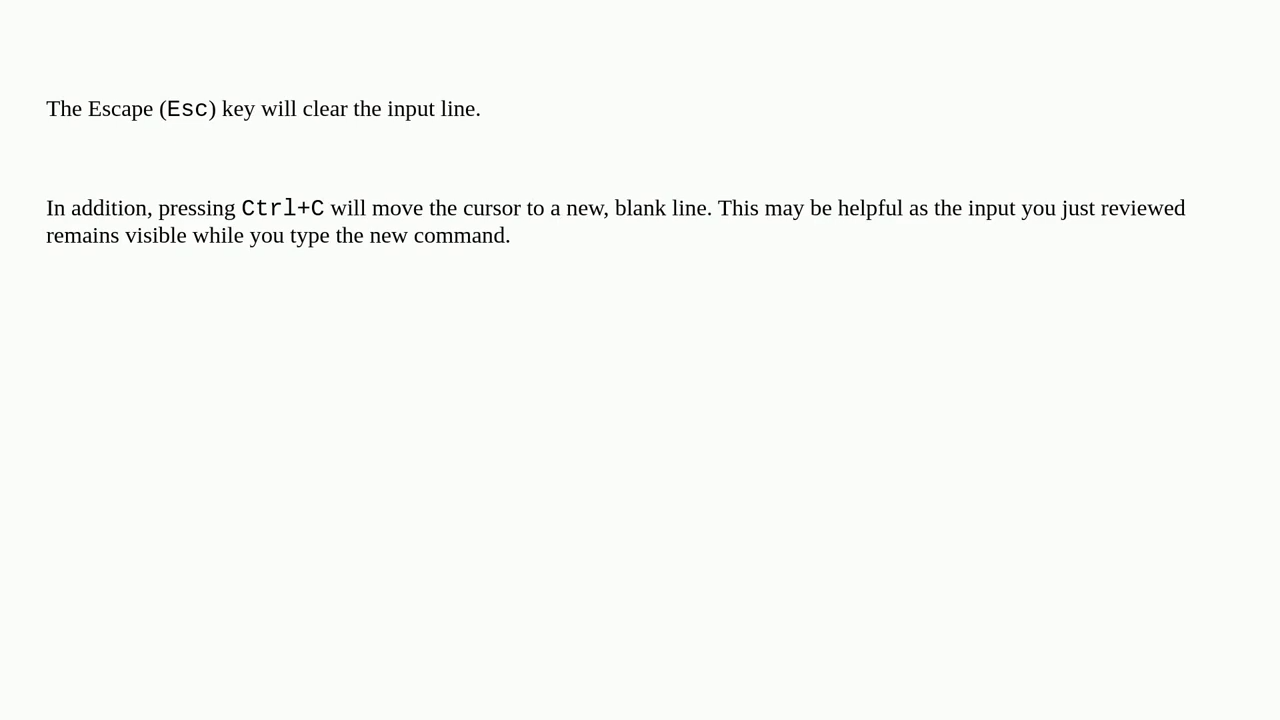 The Escape (Esc) key will clear the input line.
In addition, pressing Ctrl+C will move the cursor to a new, blank line. This may be helpful as the input you just reviewed
remains visible while you type the new command.